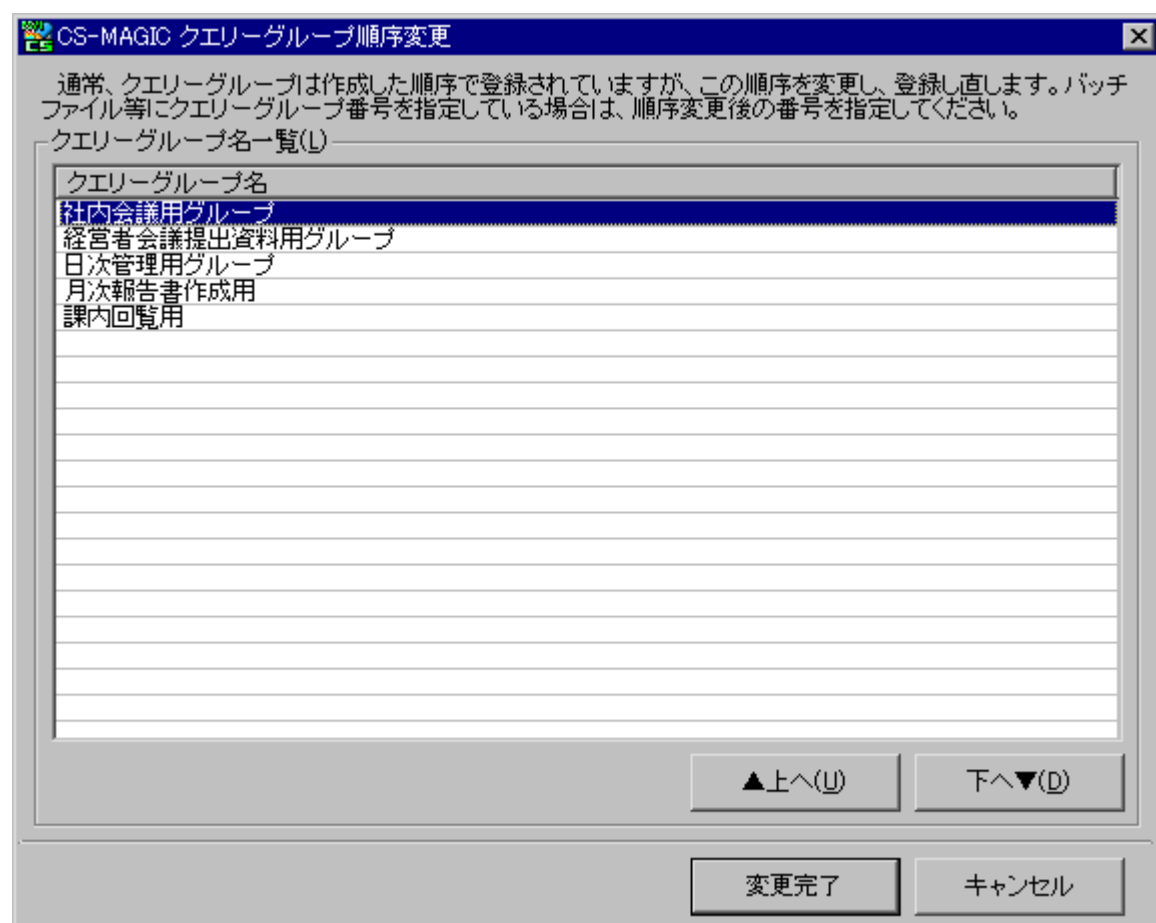 CS-MAGIC クエリーグループ順序変更
通常、クエリーグループは作成した順序で登録されていますが、この順序を変更し、登録し直します。バッチ
ファイル等にクエリーグループ番号を指定している場合は、順序変更後の番号を指定してください。
クエリーグループ名一覧(L)
クエリーグループ名
社内会議用グループ
経営者会議提出資料用グループ
日次管理用グループ
月次報告書作成用
課内回覧用
▲上へ(U)
下へ▼(D)
変更完了
キャンセル